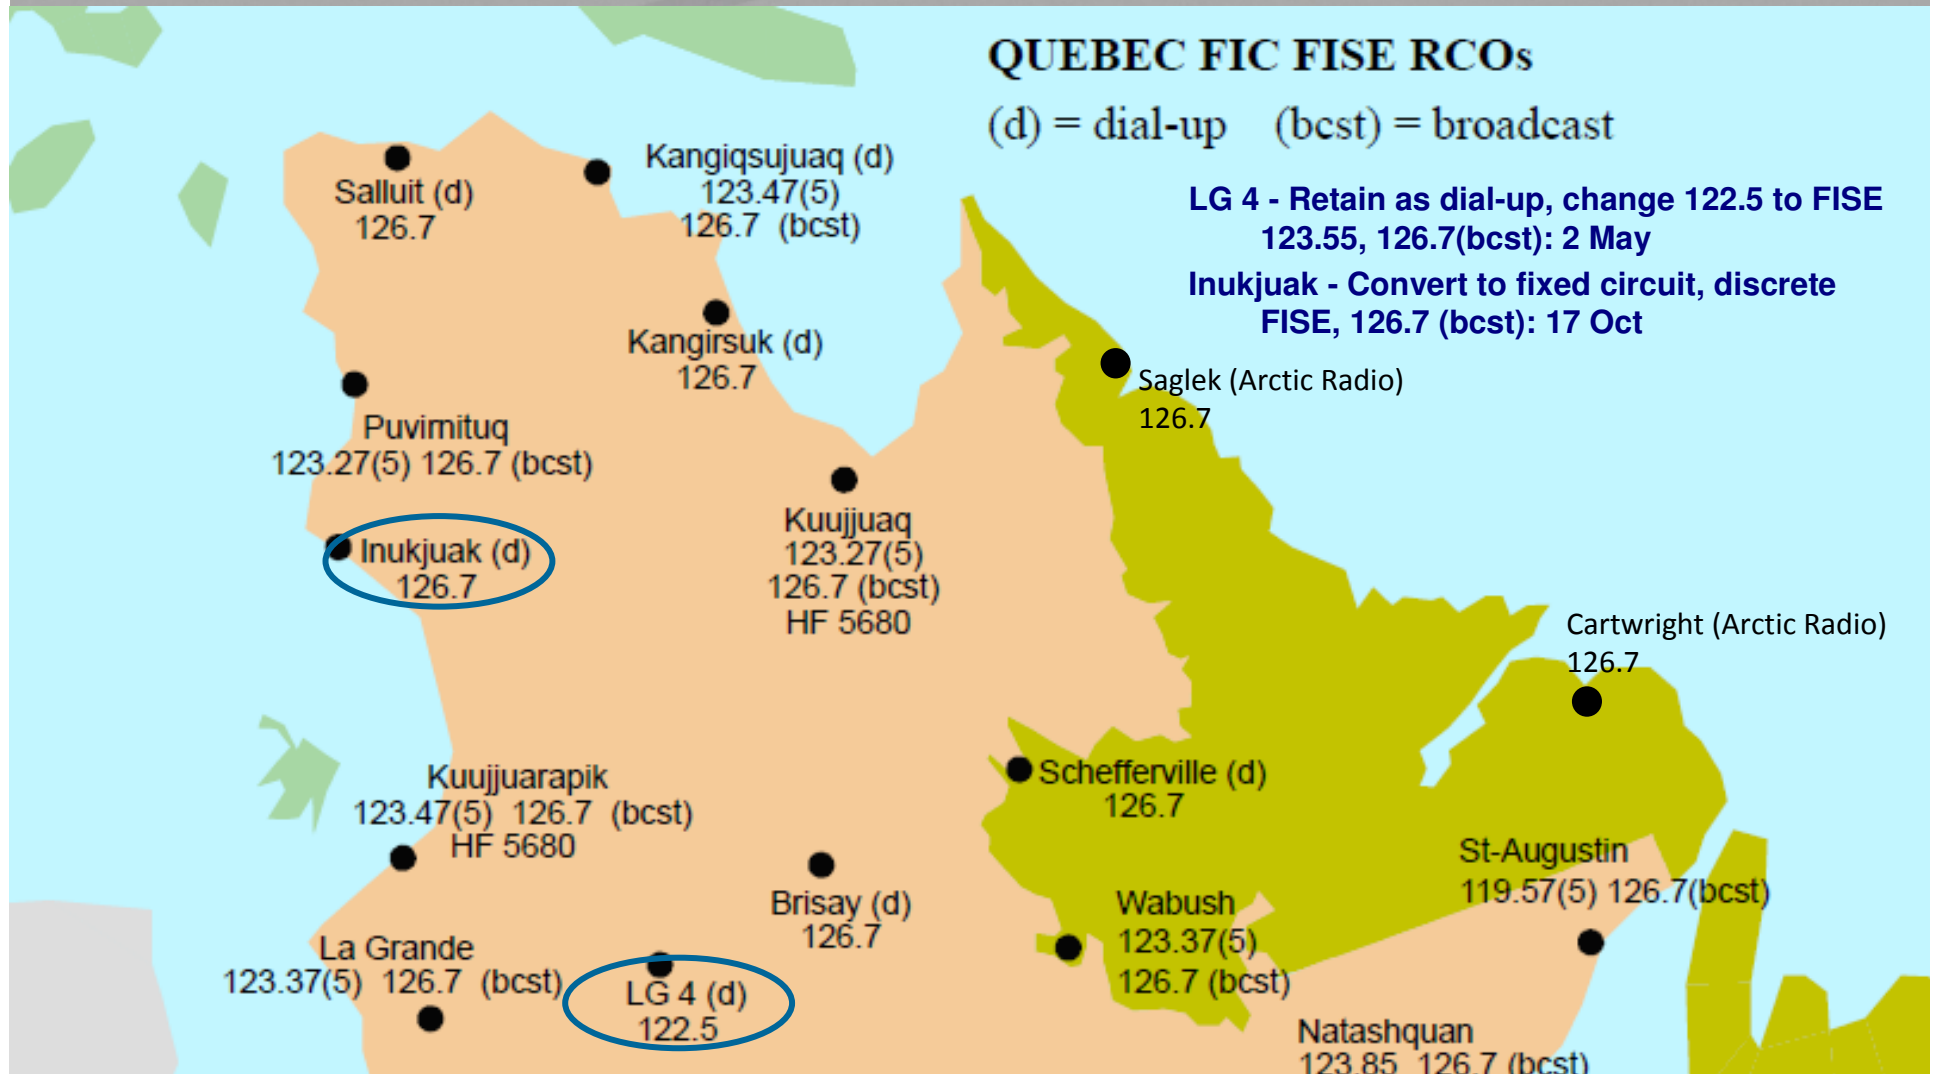 QUEBEC FIC FISE RCOs
(d) = dial-up (bcst) = broadcast
LG 4 - Retain as dial-up, change 122.5 to FISE
123.55, 126.7(bcst): 2 May
Inukjuak - Convert to fixed circuit, discrete
FISE, 126.7 (bcst): 17 Oct
Salluit (d)
126.7
Kangiqsujuaq (d)
123.47(5)
126.7 (bcst)
Kangirsuk (d)
126.7
Saglek (Arctic Radio)
126.7
Puvirnituq
123.27(5) 126.7 (bcst)
Inukjuak (d)
126.7
Kuujjuaq
123.27(5)
126.7 (bcst)
HF 5680
Cartwright (Arctic Radio)
126.7
Kuujjuarapik
123.47(5) 126.7 (bcst)
HF 5680
Schefferville (d)
126.7
Brisay (d)
126.7
St-Augustin
119.57(5) 126.7(bcst)
Wabush
123.37(5)
126.7 (bcst)
La Grande
123.37(5) 126.7 (bcst)
LG 4 (d)
122.5
Natashquan
123.85 126.7 (bcst)